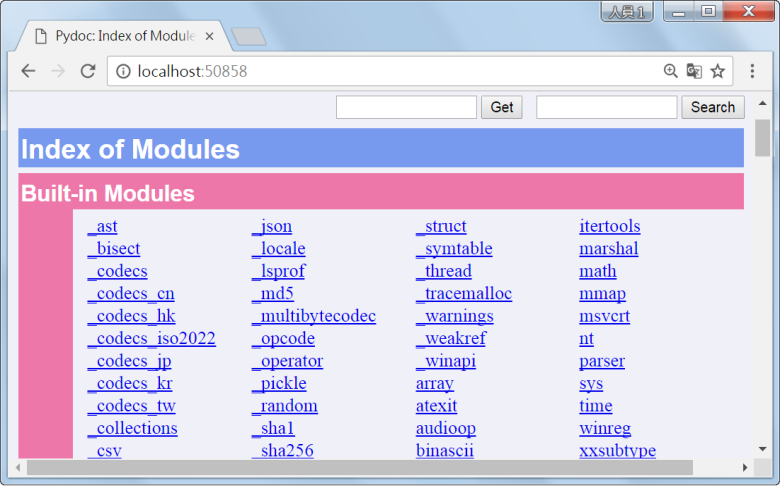 人員 1
Pydoc: Index of Module
localhost:50858
Get Search
Index of Modules
Built-in Modules
_ast _json _struct itertools
_bisect _locale _symtable marshal
_codecs _lsprof _thread math
_codecs_cn _md5 _tracemalloc mmap
_codecs_hk _multibytecodec _warnings msvcrt
_codecs_iso2022 _opcode _weakref nt
_codecs_jp _operator _winapi parser
_codecs_kr _pickle array sys
_codecs_tw _random atexit time
_collections _sha1 audioop winreg
_csv _sha256 binascii xxsubtype